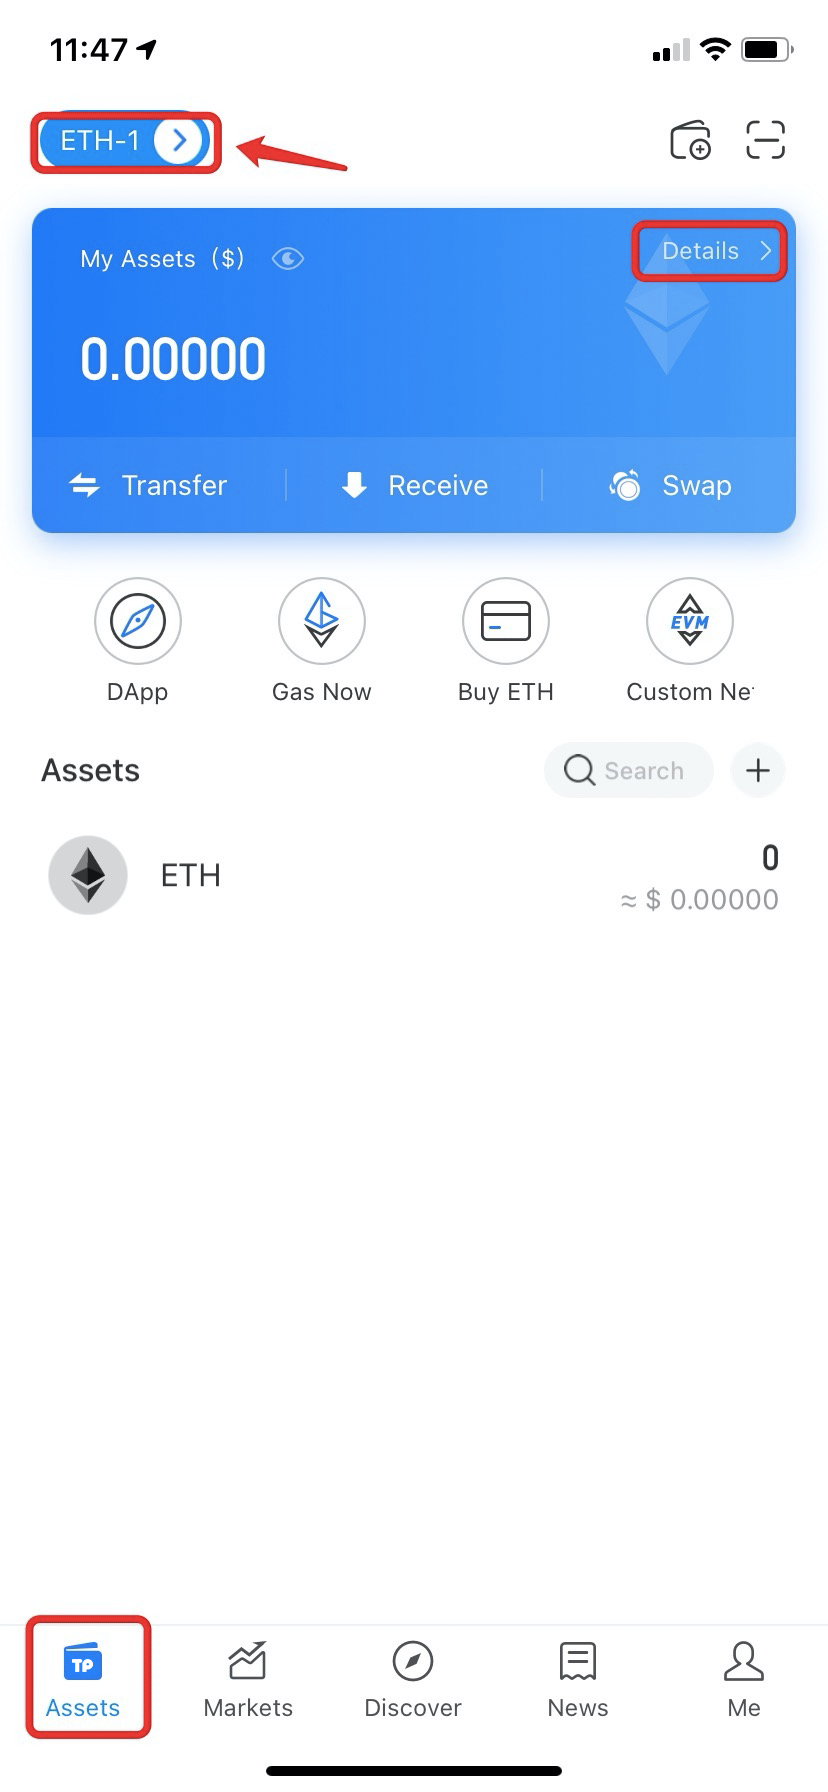 11:47
ETH-1
My Assets ($)
Details
0.00000
Transfer
Receive
Swap
EVM
DApp
Gas Now
Buy ETH
Custom Ne
Assets
Search
ETH
0
≈ $ 0.00000
TP
Assets
Markets
Discover
News
Me